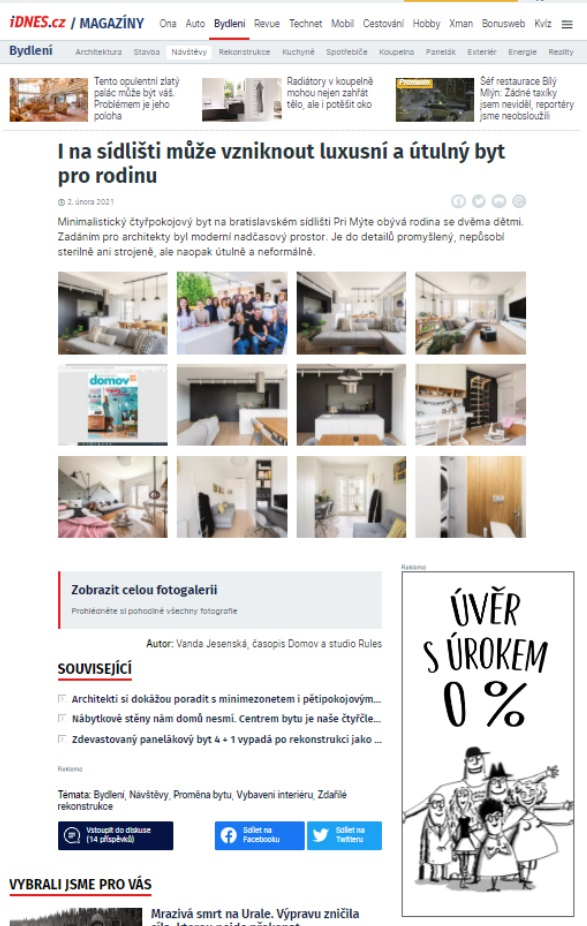 iDNES.cz / MAGAZÍNY Ona Auto Bydlení Revue Technet Mobil Cestování Hobby Xman Bonusweb Kvíz
Bydlení Architektura Stavba Návštěvy Rekonstrukce Kuchyně Spotřebiče Koupelna Panelák Exteriér Energie Reality
Tento opulentní zlatý
palác může být váš.
Problémem je jeho
poloha
Radiátory v koupelně
mohou nejen zahřát
tělo, ale i potěšit oko
Premium
Šéf restaurace Bílý
Mlýn: Žádné taxíky
jsem neviděl, reportéry
jsme neobsloužili
I na sídlišti může vzniknout luxusní a útulný byt
pro rodinu
2. února 2021
Minimalistický čtyřpokojový byt na bratislavském sídlišti Pri Mýte obývá rodina se dvěma dětmi.
Zadáním pro architekty byl moderní nadčasový prostor. Je do detailů promyšlený, nepůsobí
sterilně ani strojeně, ale naopak útulně a neformálně.
domov
Zobrazit celou fotogalerii
Prohlédněte si pohodlně všechny fotografie
Autor: Vanda Jesenská, časopis Domov a studio Rules
SOUVISEJÍCÍ
Architekti si dokážou poradit s minimezonetem i pětipokojovým...
Nábytkové stěny nám domů nesmí. Centrem bytu je naše čtyřčle...
Zdevastovaný panelákový byt 4 + 1 vypadá po rekonstrukci jako ...
Reklama
Témata: Bydlení, Návštěvy, Proměna bytu, Vybavení interiéru, Zdařilé
rekonstrukce
Vstoupit do diskuse
(14 příspěvků)
Sdílet na
Facebooku
Sdílet na
Twitteru
Reklama
ÚVĚR
S ÚROKEM
0 %
VYBRALI JSME PRO VÁS
Mrazivá smrt na Urale. Výpravu zničila